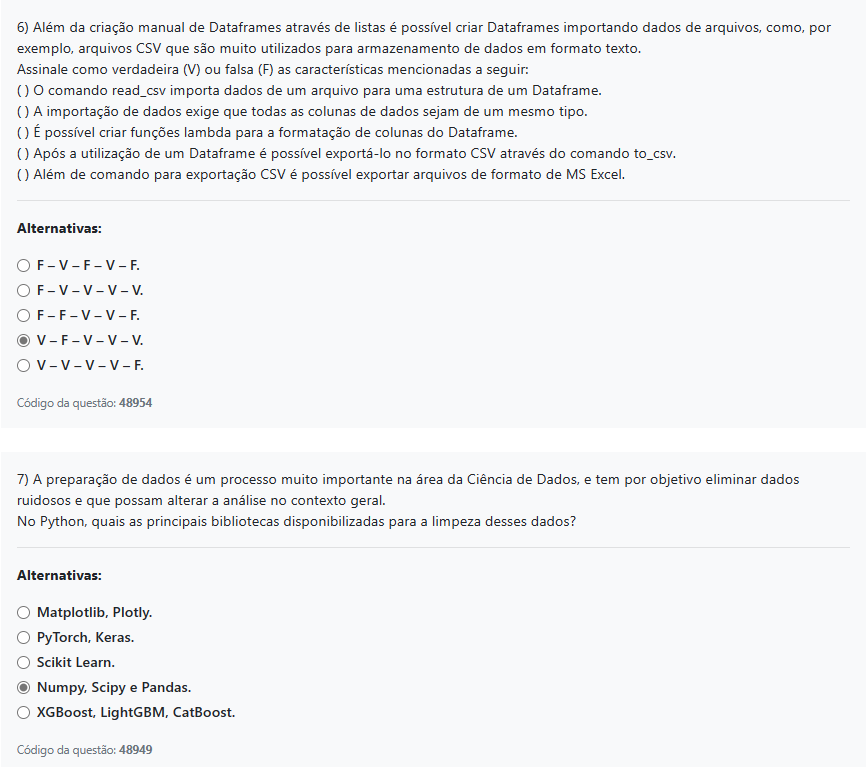 6) Além da criação manual de Dataframes através de listas é possível criar Dataframes importando dados de arquivos, como, por
exemplo, arquivos CSV que são muito utilizados para armazenamento de dados em formato texto.
Assinale como verdadeira (V) ou falsa (F) as características mencionadas a seguir:
( ) O comando read_csv importa dados de um arquivo para uma estrutura de um Dataframe.
( ) A importação de dados exige que todas as colunas de dados sejam de um mesmo tipo.
( ) É possível criar funções lambda para a formatação de colunas do Dataframe.
( ) Após a utilização de um Dataframe é possível exportá-lo no formato CSV através do comando to_csv.
( ) Além de comando para exportação CSV é possível exportar arquivos de formato de MS Excel.
Alternativas:
F – V – F – V – F.
F – V – V – V – V.
F – F – V – V – F.
V – F – V – V – V.
V – V – V – V – F.
Código da questão: 48954
7) A preparação de dados é um processo muito importante na área da Ciência de Dados, e tem por objetivo eliminar dados
ruidosos e que possam alterar a análise no contexto geral.
No Python, quais as principais bibliotecas disponibilizadas para a limpeza desses dados?
Alternativas:
Matplotlib, Plotly.
PyTorch, Keras.
Scikit Learn.
Numpy, Scipy e Pandas.
XGBoost, LightGBM, CatBoost.
Código da questão: 48949